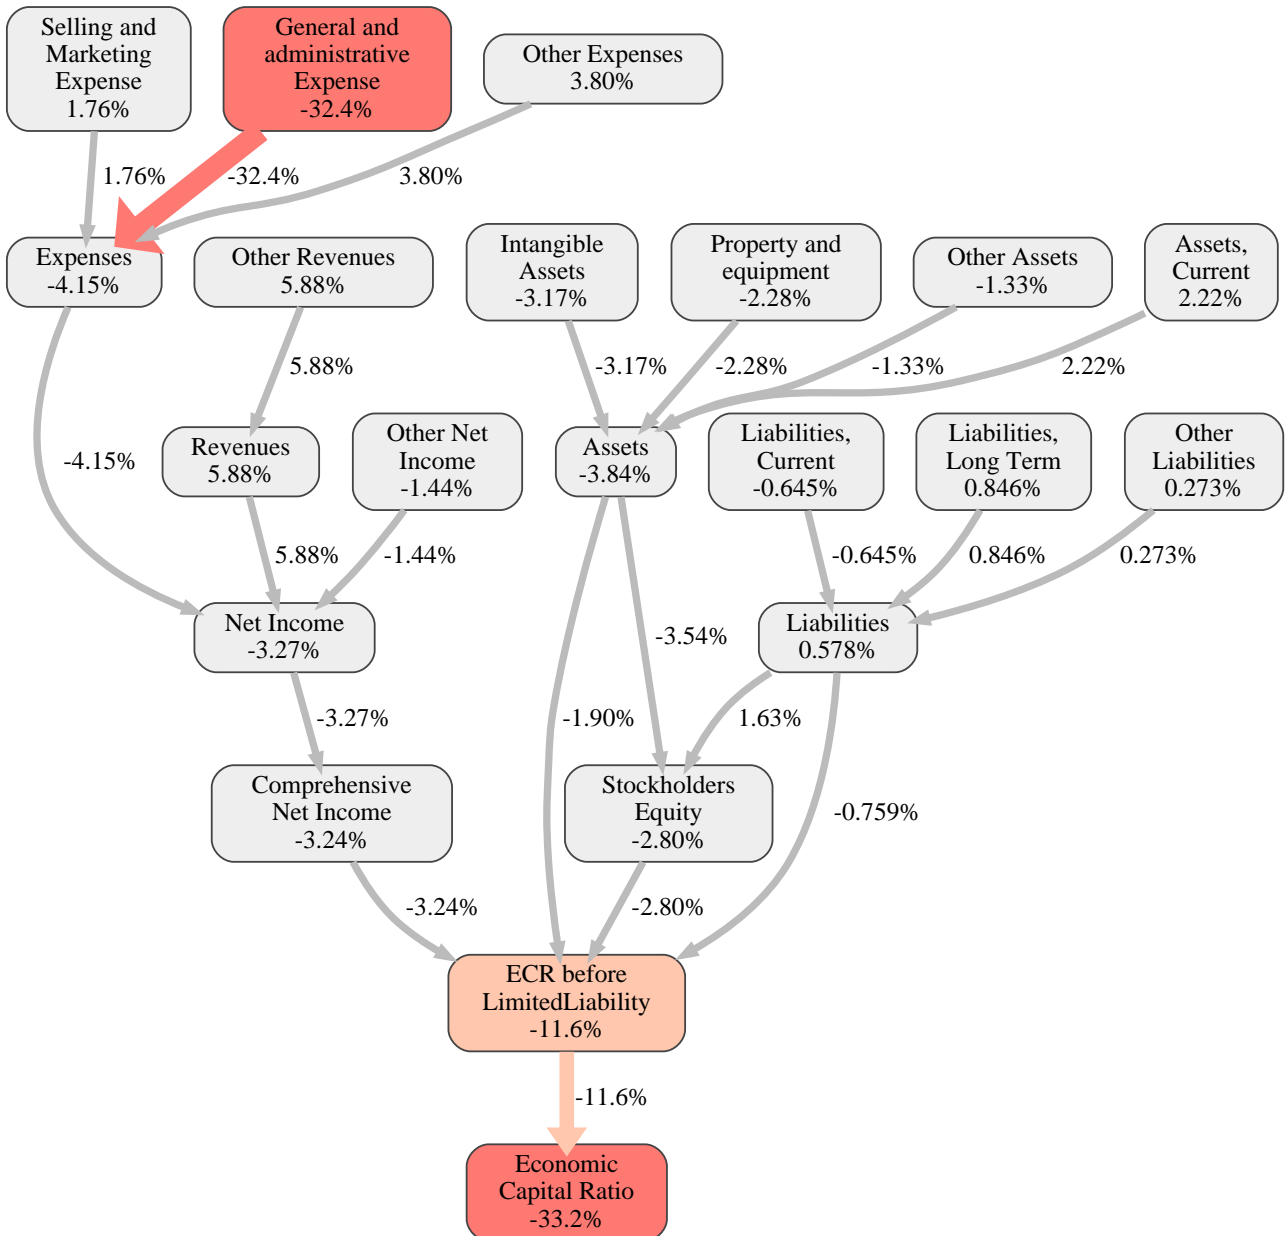 Selling and
Marketing
Expense
1.76%
General and
administrative
Expense
-32.4%
Other Expenses
3.80%
1.76%
-32.4%
3.80%
Expenses
-4.15%
Other Revenues
5.88%
Intangible
Assets
-3.17%
Property and
equipment
-2.28%
Other Assets
-1.33%
Assets,
Current
2.22%
5.88%
-3.17%
-2.28%
-1.33%
2.22%
-4.15%
Revenues
5.88%
Other Net
Income
-1.44%
Assets
-3.84%
Liabilities,
Current
-0.645%
Liabilities,
Long Term
0.846%
Other
Liabilities
0.273%
5.88%
-1.44%
-0.645%
0.846%
0.273%
Net Income
-3.27%
-3.54%
Liabilities
0.578%
-3.27%
-1.90%
1.63%
Comprehensive
Net Income
-3.24%
Stockholders
Equity
-2.80%
-0.759%
-3.24%
-2.80%
ECR before
LimitedLiability
-11.6%
-11.6%
Economic
Capital Ratio
-33.2%